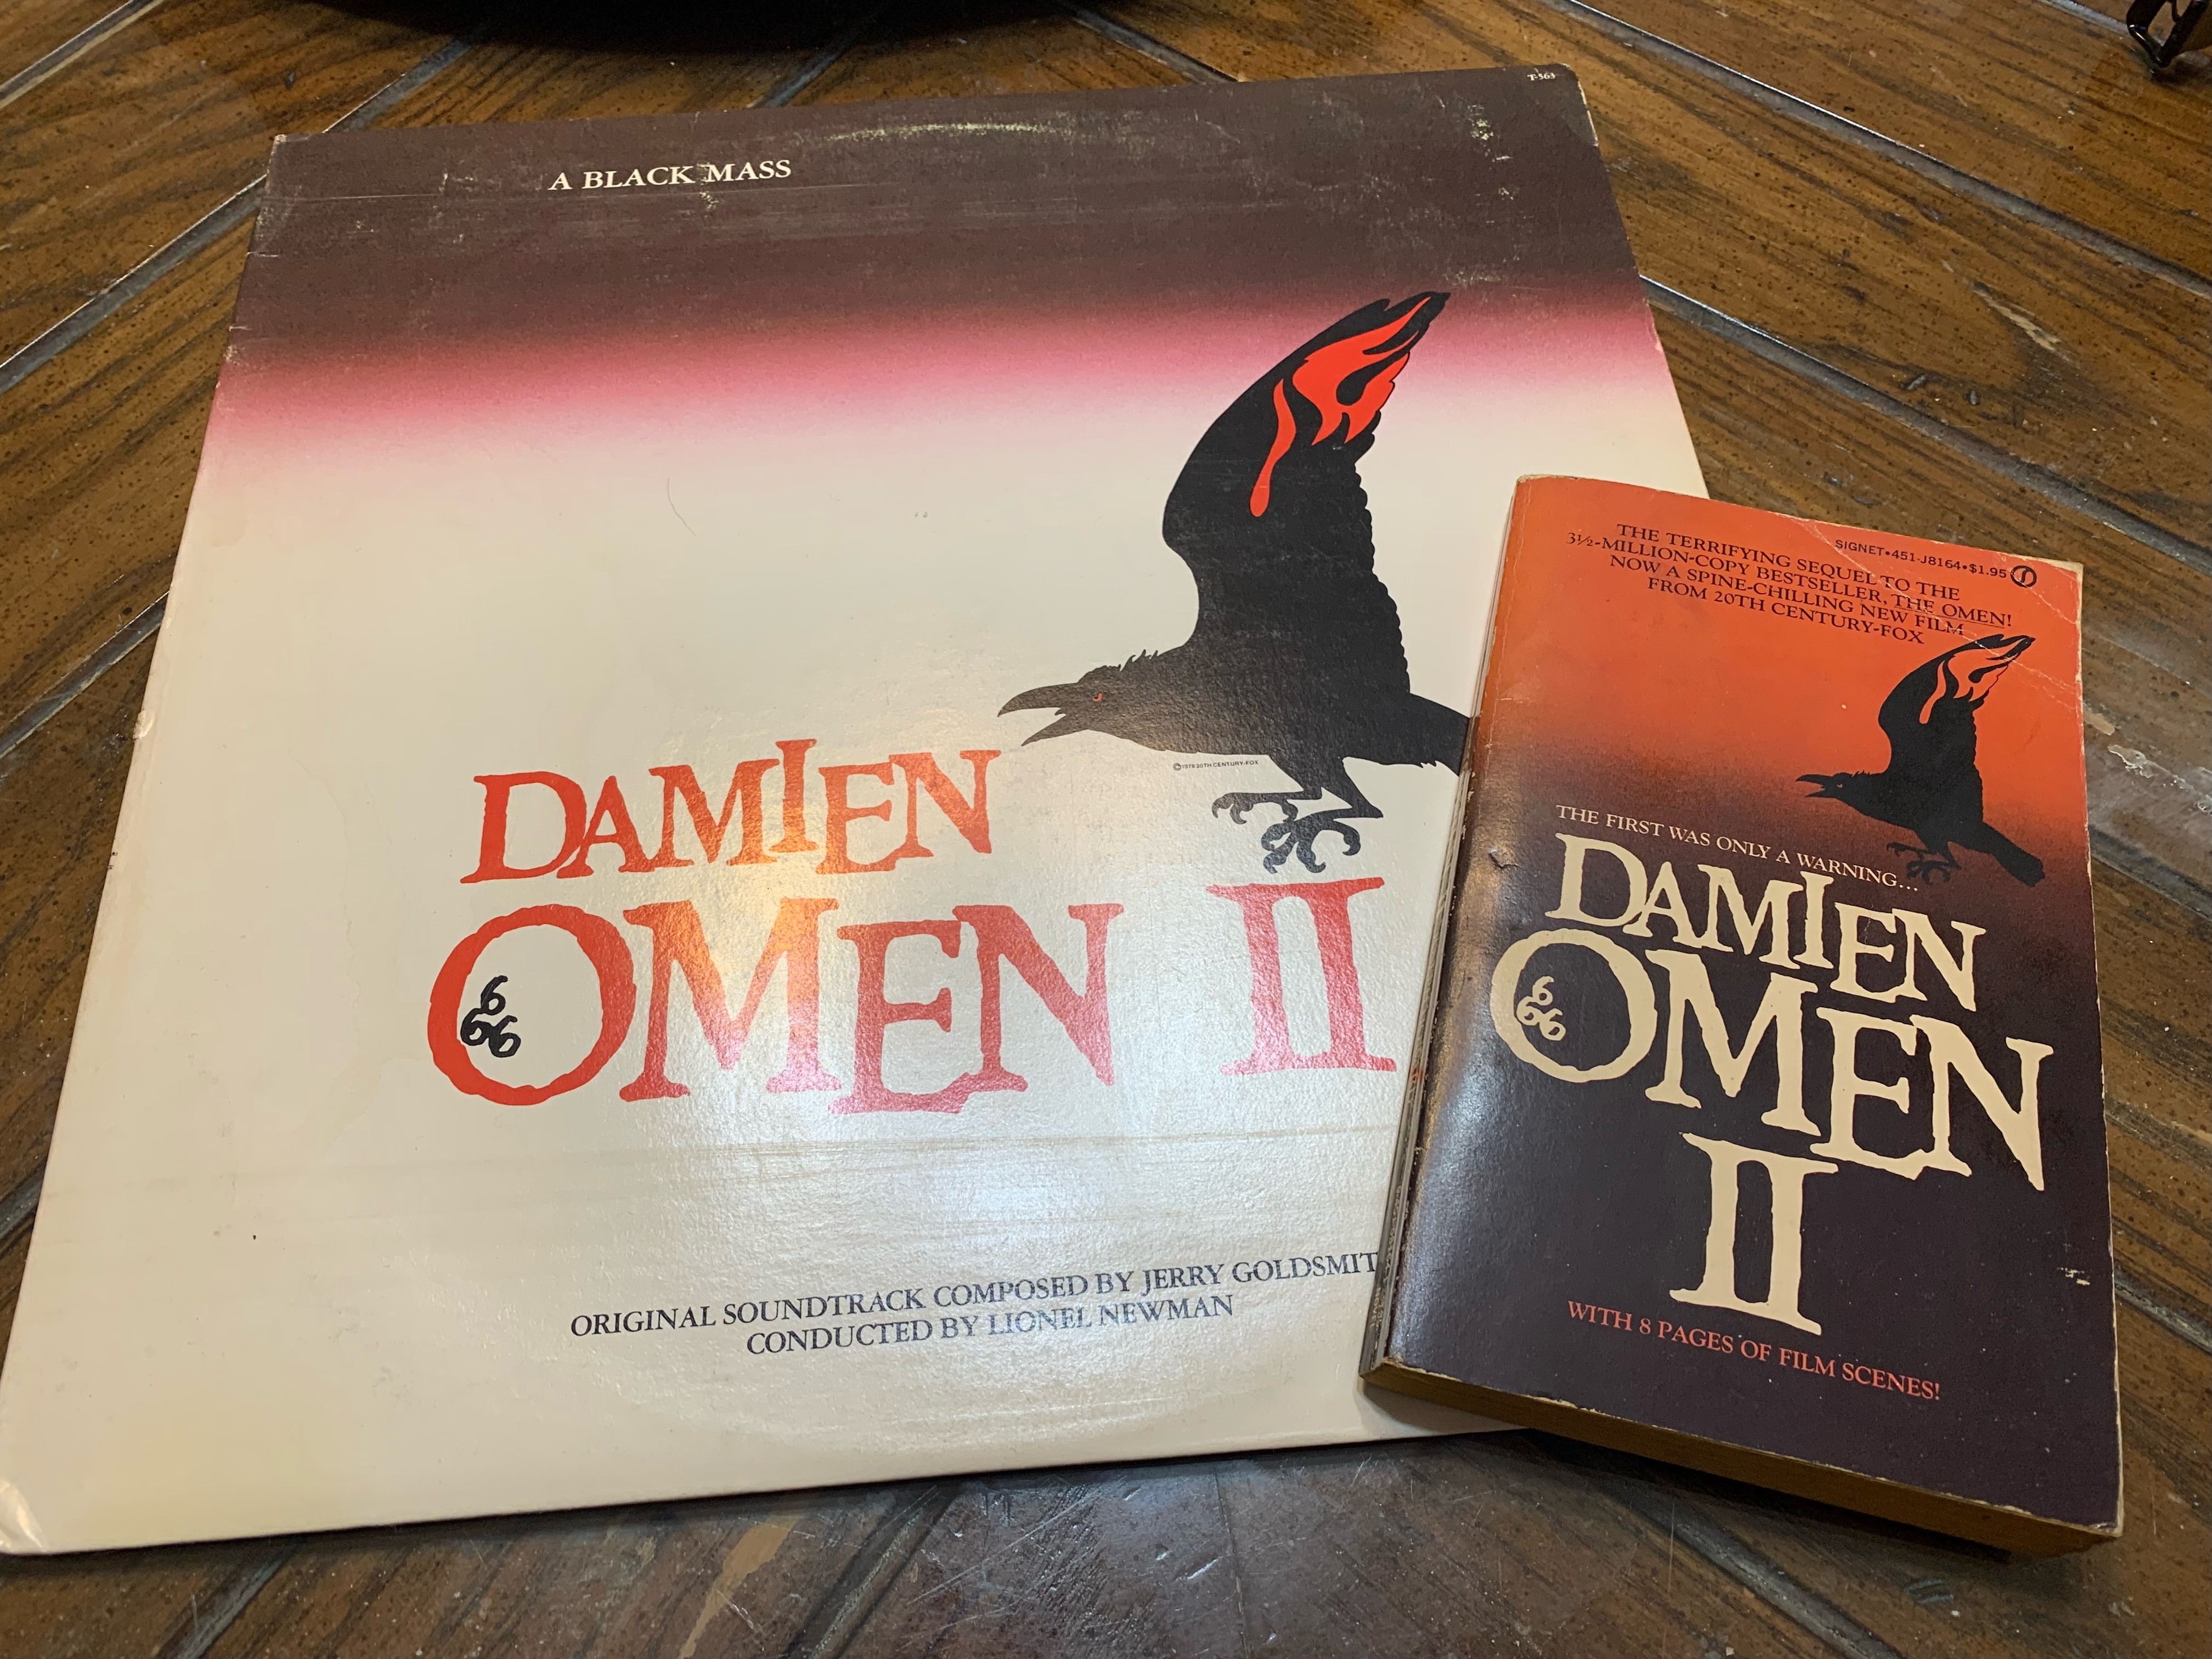 T-563
A BLACK MASS
©1978 20TH CENTURY-FOX
DAMIEN
OMEN II
666
ORIGINAL SOUNDTRACK COMPOSED BY JERRY GOLDSMIT
CONDUCTED BY LIONEL NEWMAN
SIGNET•451-J8164•$1.95
THE TERRIFYING SEQUEL TO THE
3½-MILLION-COPY BESTSELLER, THE OMEN!
NOW A SPINE-CHILLING NEW FILM
FROM 20TH CENTURY-FOX
THE FIRST WAS ONLY A WARNING...
DAMIEN
OMEN
666
II
WITH 8 PAGES OF FILM SCENES!